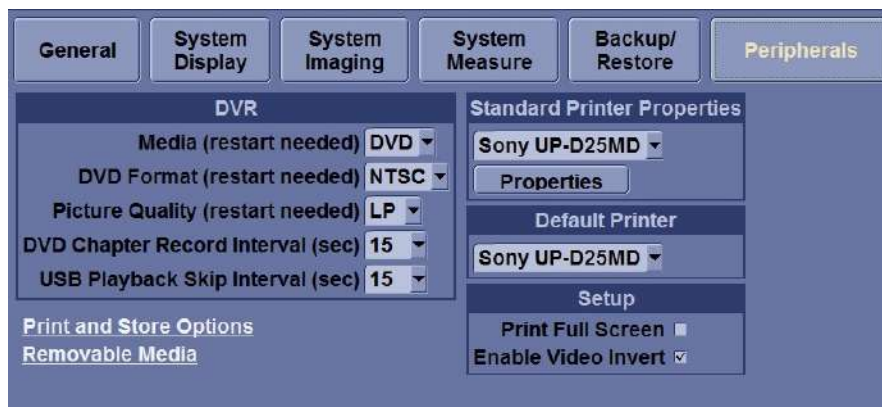 General
System Display
System Imaging
System Measure
Backup/ Restore
Peripherals
DVR
Media (restart needed) DVD
DVD Format (restart needed) NTSC
Picture Quality (restart needed) LP
DVD Chapter Record Interval (sec) 15
USB Playback Skip Interval (sec) 15
Print and Store Options
Removable Media
Standard Printer Properties
Sony UP-D25MD
Properties
Default Printer
Sony UP-D25MD
Setup
Print Full Screen
Enable Video Invert